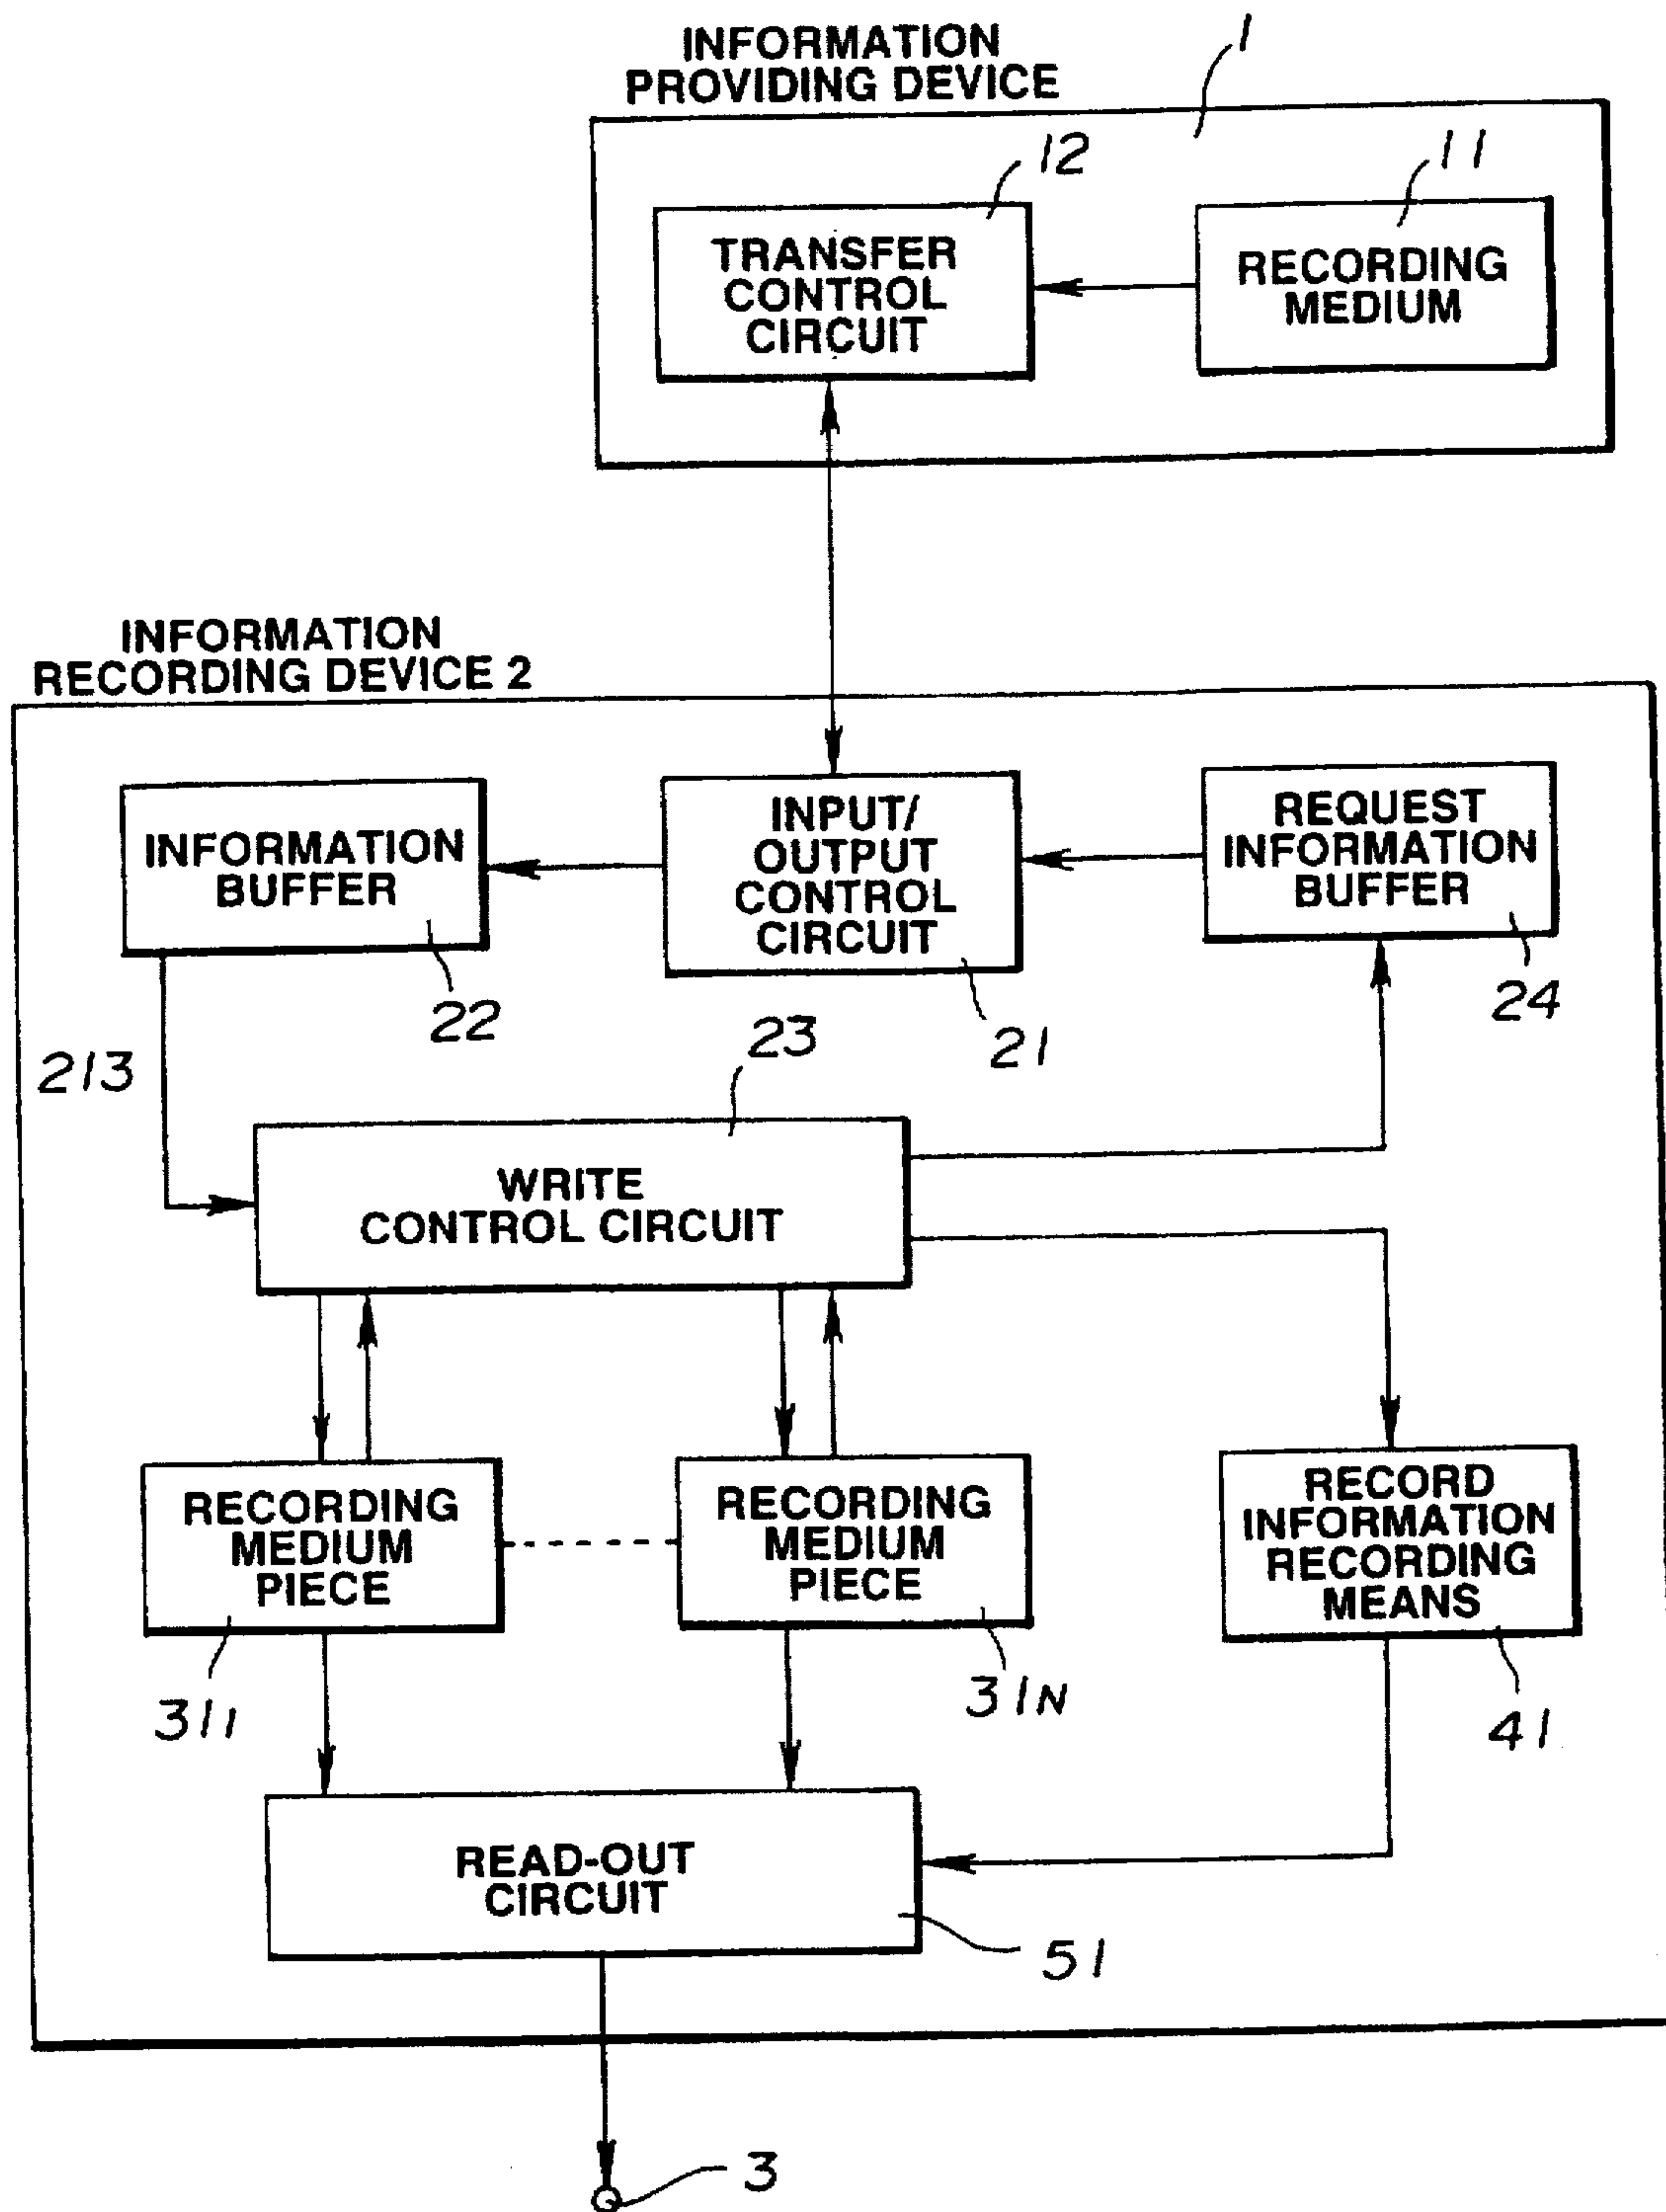 INFORMATION
PROVIDING DEVICE
1
12
11
TRANSFER
CONTROL
CIRCUIT
RECORDING
MEDIUM
INFORMATION
RECORDING DEVICE 2
INFORMATION
BUFFER
INPUT/
OUTPUT
CONTROL
CIRCUIT
REQUEST
INFORMATION
BUFFER
22
21
24
213
23
WRITE
CONTROL CIRCUIT
RECORDING
MEDIUM
PIECE
RECORDING
MEDIUM
PIECE
RECORD
INFORMATION
RECORDING
MEANS
311
31N
41
READ-OUT
CIRCUIT
51
3